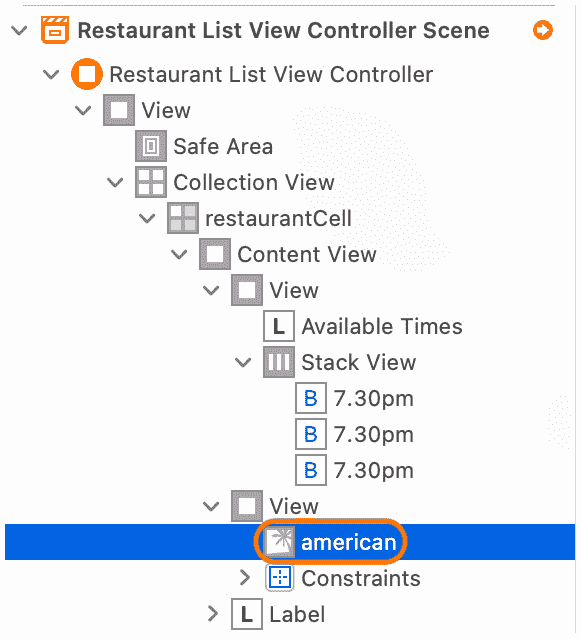 Restaurant List View Controller Scene
Restaurant List View Controller
View
Safe Area
Collection View
restaurantCell
Content View
View
L Available Times
Stack View
B 7.30pm
B 7.30pm
B 7.30pm
View
american
Constraints
L Label